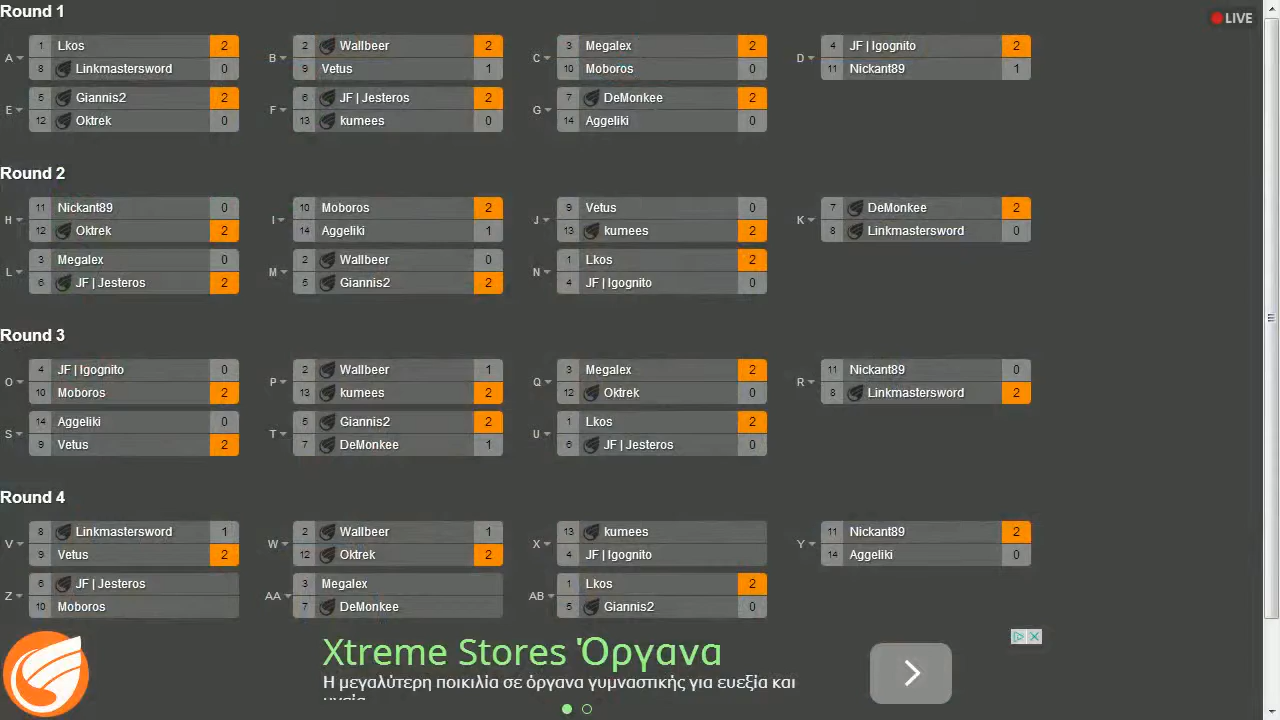 Round 1
LIVE
A 1 Lkos 2 B 2 Wallbeer 2 C 3 Megalex 2 D 4 JF | Igognito 2
8 Linkmastersword 0 9 Vetus 1 10 Moboros 0 11 Nickant89 1
E 5 Giannis2 2 F 6 JF | Jesteros 2 G 7 DeMonkee 2
12 Oktrek 0 13 kumees 0 14 Aggeliki 0
Round 2
H 11 Nickant89 0 I 10 Moboros 2 J 9 Vetus 0 K 7 DeMonkee 2
12 Oktrek 2 14 Aggeliki 1 13 kumees 2 8 Linkmastersword 0
L 3 Megalex 0 M 2 Wallbeer 0 N 1 Lkos 2
6 JF | Jesteros 2 5 Giannis2 2 4 JF | Igognito 0
Round 3
O 4 JF | Igognito 0 P 2 Wallbeer 1 Q 3 Megalex 2 R 11 Nickant89 0
10 Moboros 2 13 kumees 2 12 Oktrek 0 8 Linkmastersword 2
S 14 Aggeliki 0 T 5 Giannis2 2 U 1 Lkos 2
9 Vetus 2 7 DeMonkee 1 6 JF | Jesteros 0
Round 4
V 8 Linkmastersword 1 W 2 Wallbeer 1 X 13 kumees Y 11 Nickant89 2
9 Vetus 2 12 Oktrek 2 4 JF | Igognito 14 Aggeliki 0
Z 6 JF | Jesteros AA 3 Megalex AB 1 Lkos 2
10 Moboros 7 DeMonkee 5 Giannis2 0
Xtreme Stores Όργανα
Η μεγαλύτερη ποικιλία σε όργανα γυμναστικής για ευεξία και